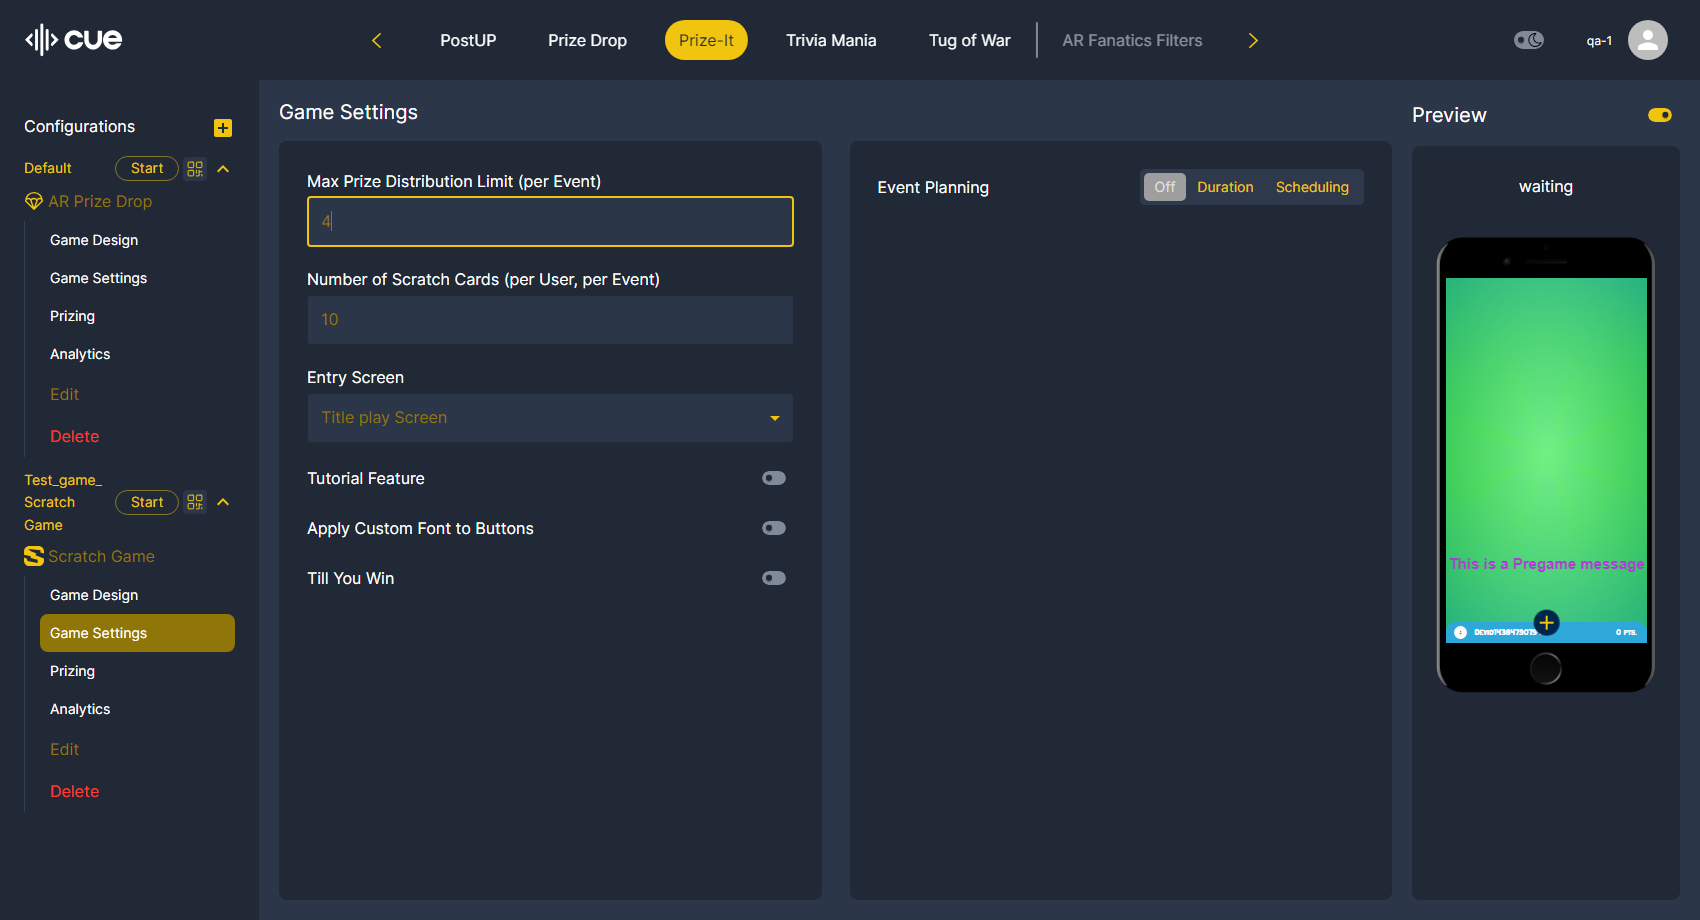 cue
PostUP
Prize Drop
Prize-It
Trivia Mania
Tug of War
AR Fanatics Filters
qa-1
Configurations
Default
Start
AR Prize Drop
Game Design
Game Settings
Prizing
Analytics
Edit
Delete
Test_game_
Scratch
Game
Start
Scratch Game
Game Design
Game Settings
Prizing
Analytics
Edit
Delete
Game Settings
Max Prize Distribution Limit (per Event)
4
Number of Scratch Cards (per User, per Event)
10
Entry Screen
Title play Screen
Tutorial Feature
Apply Custom Font to Buttons
Till You Win
Event Planning
Off
Duration
Scheduling
Preview
waiting
This is a Pregame message
0 PTS.